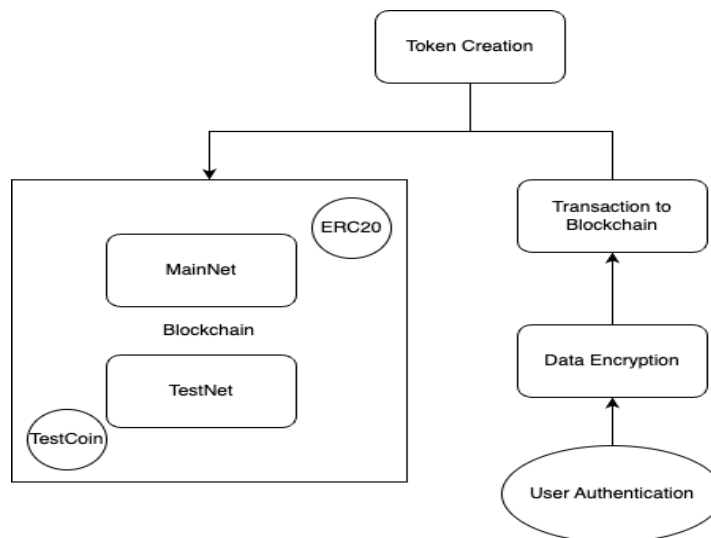 Token Creation
ERC20
MainNet
Blockchain
TestNet
TestCoin
Transaction to
Blockchain
Data Encryption
User Authentication